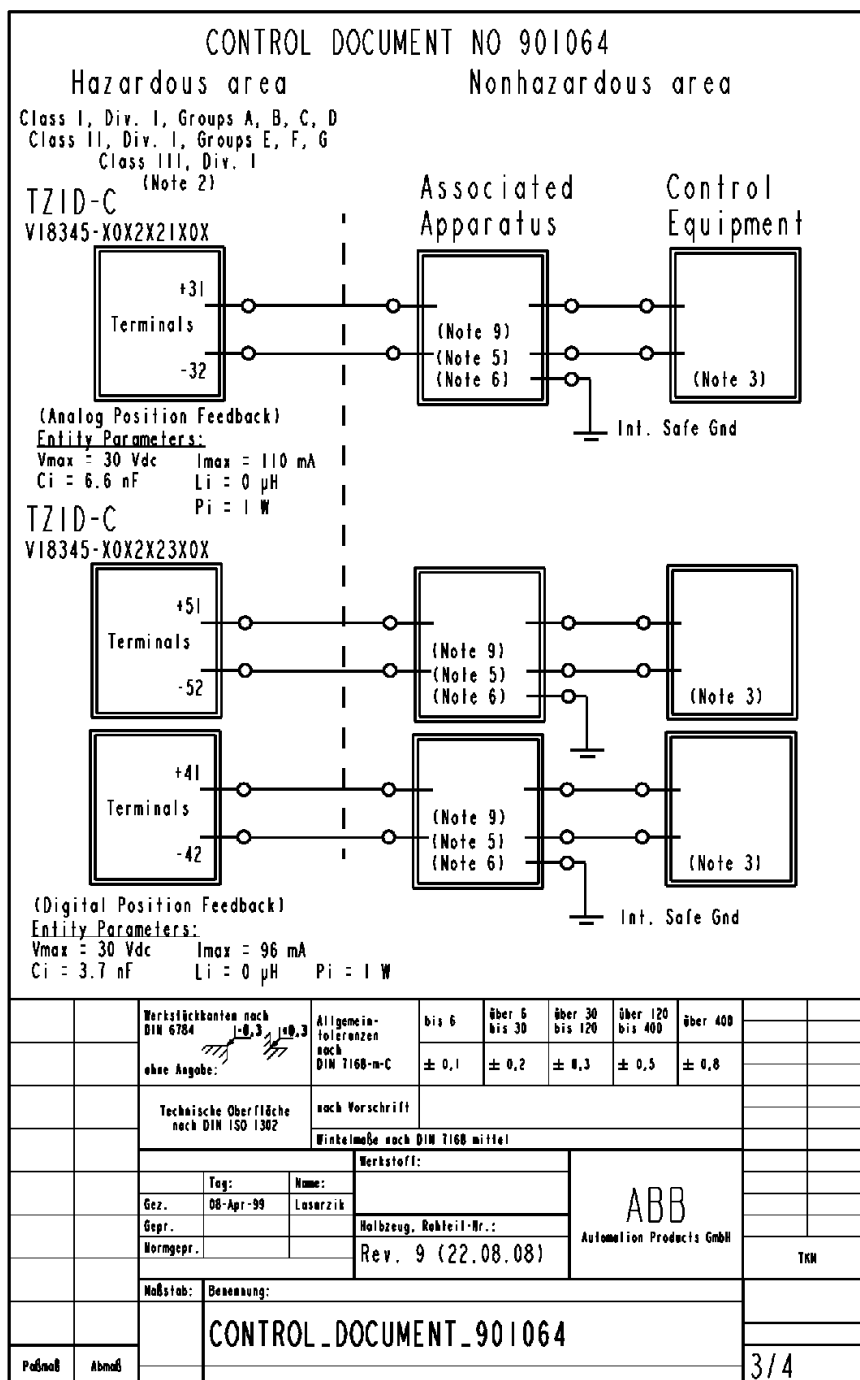 CONTROL DOCUMENT NO 901064
Hazardous area
Nonhazardous area
Class I, Div. I, Groups A, B, C, D
Class II, Div. I, Groups E, F, G
Class III, Div. I
(Note 2)
TZID-C
V18345-X0X2X21X0X
Associated
Apparatus
Control
Equipment
+31
Terminals
-32
(Note 9)
(Note 5)
(Note 6)
(Note 3)
Int. Safe Gnd
(Analog Position Feedback)
Entity Parameters:
Vmax = 30 Vdc Imax = 110 mA
Ci = 6.6 nF Li = 0 µH
Pi = 1 W
TZID-C
V18345-X0X2X23X0X
+51
Terminals
-52
(Note 9)
(Note 5)
(Note 6)
(Note 3)
+41
Terminals
-42
(Note 9)
(Note 5)
(Note 6)
(Note 3)
Int. Safe Gnd
(Digital Position Feedback)
Entity Parameters:
Vmax = 30 Vdc Imax = 96 mA
Ci = 3.7 nF Li = 0 µH Pi = 1 W
Werkstückkanten nach
DIN 6784
-0,3 +0,3
ohne Angabe:
Allgemein-
toleranzen
nach
DIN 7168-m-C
bis 6
über 6
bis 30
über 30
bis 120
über 120
bis 400
über 400
± 0,1
± 0,2
± 0,3
± 0,5
± 0,8
Technische Oberfläche
nach DIN ISO 1302
nach Vorschrift
Winkelmaße nach DIN 7168 mittel
Werkstoff:
Tag: Name:
Gez. 08-Apr-99 Lasarzik
Gepr.
Normgepr.
Halbzeug, Rohteil-Nr.:
Rev. 9 (22.08.08)
ABB
Automation Products GmbH
TKN
Maßstab:
Benennung:
CONTROL_DOCUMENT_901064
Paßmaß Abmaß
3/4